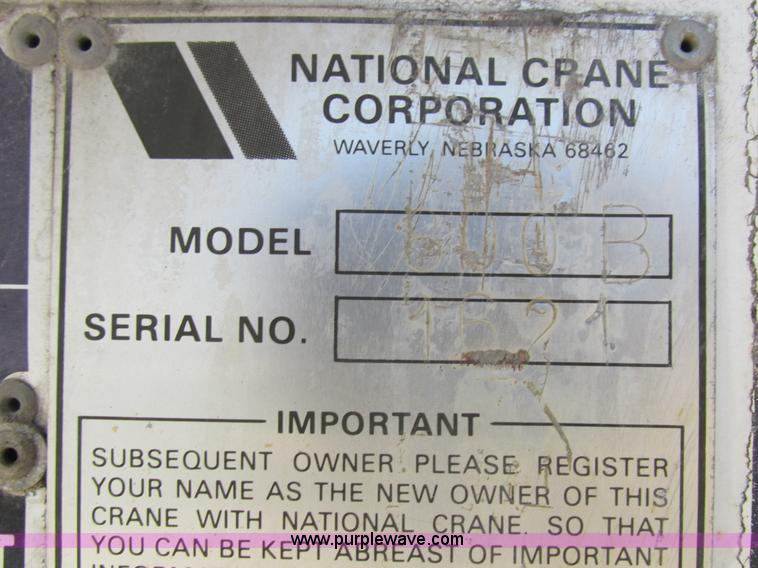 NATIONAL CRANE
CORPORATION
WAVERLY, NEBRASKA 68462
MODEL 600B
SERIAL NO.
IMPORTANT
SUBSEQUENT OWNER PLEASE REGISTER
YOUR NAME AS THE NEW OWNER OF THIS
CRANE WITH NATIONAL CRANE. SO THAT
YOU CAN BE KEPT ABREAST OF IMPORTANT
www.purplewave.com